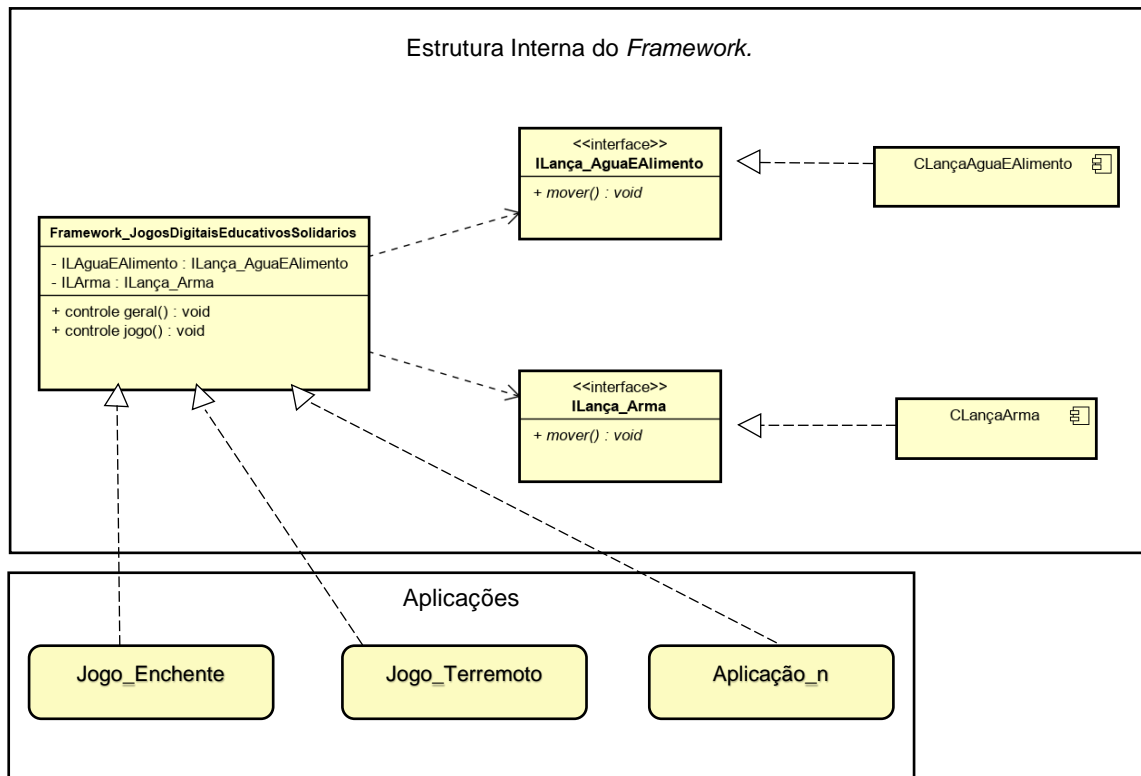 Estrutura Interna do Framework.
<<interface>>
ILança_AguaEAlimento
+ mover() : void
CLançaAguaEAlimento
Framework_JogosDigitaisEducativosSolidarios
- ILAguaEAlimento : ILança_AguaEAlimento
- ILArma : ILança_Arma
+ controle geral() : void
+ controle jogo() : void
<<interface>>
ILança_Arma
+ mover() : void
CLançaArma
Aplicações
Jogo_Enchente
Jogo_Terremoto
Aplicação_n